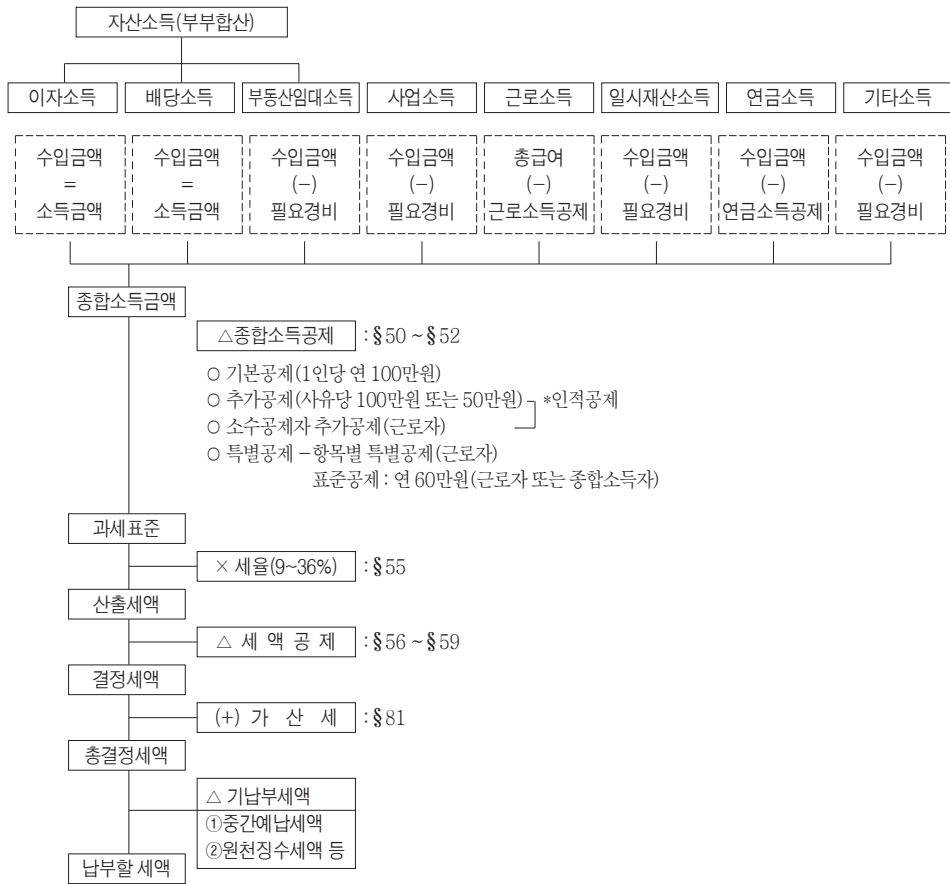 자산소득(부부합산)
이자소득 배당소득 부동산임대소득 사업소득 근로소득 일시재산소득 연금소득 기타소득
수입금액 수입금액 수입금액 수입금액 총급여 수입금액 수입금액 수입금액
= = (-) (-) (-) (-) (-) (-)
소득금액 소득금액 필요경비 필요경비 근로소득공제 필요경비 연금소득공제 필요경비
종합소득금액
△종합소득공제 : §50 ~ §52
○ 기본공제(1인당 연 100만원)
○ 추가공제(사유당 100만원 또는 50만원) *인적공제
○ 소수공제자 추가공제(근로자)
○ 특별공제 - 항목별 특별공제(근로자)
표준공제 : 연 60만원(근로자 또는 종합소득자)
과세표준
× 세율(9~36%) : §55
산출세액
△ 세 액 공 제 : §56 ~ §59
결정세액
(+) 가 산 세 : §81
총결정세액
△ 기납부세액
①중간예납세액
②원천징수세액 등
납부할 세액